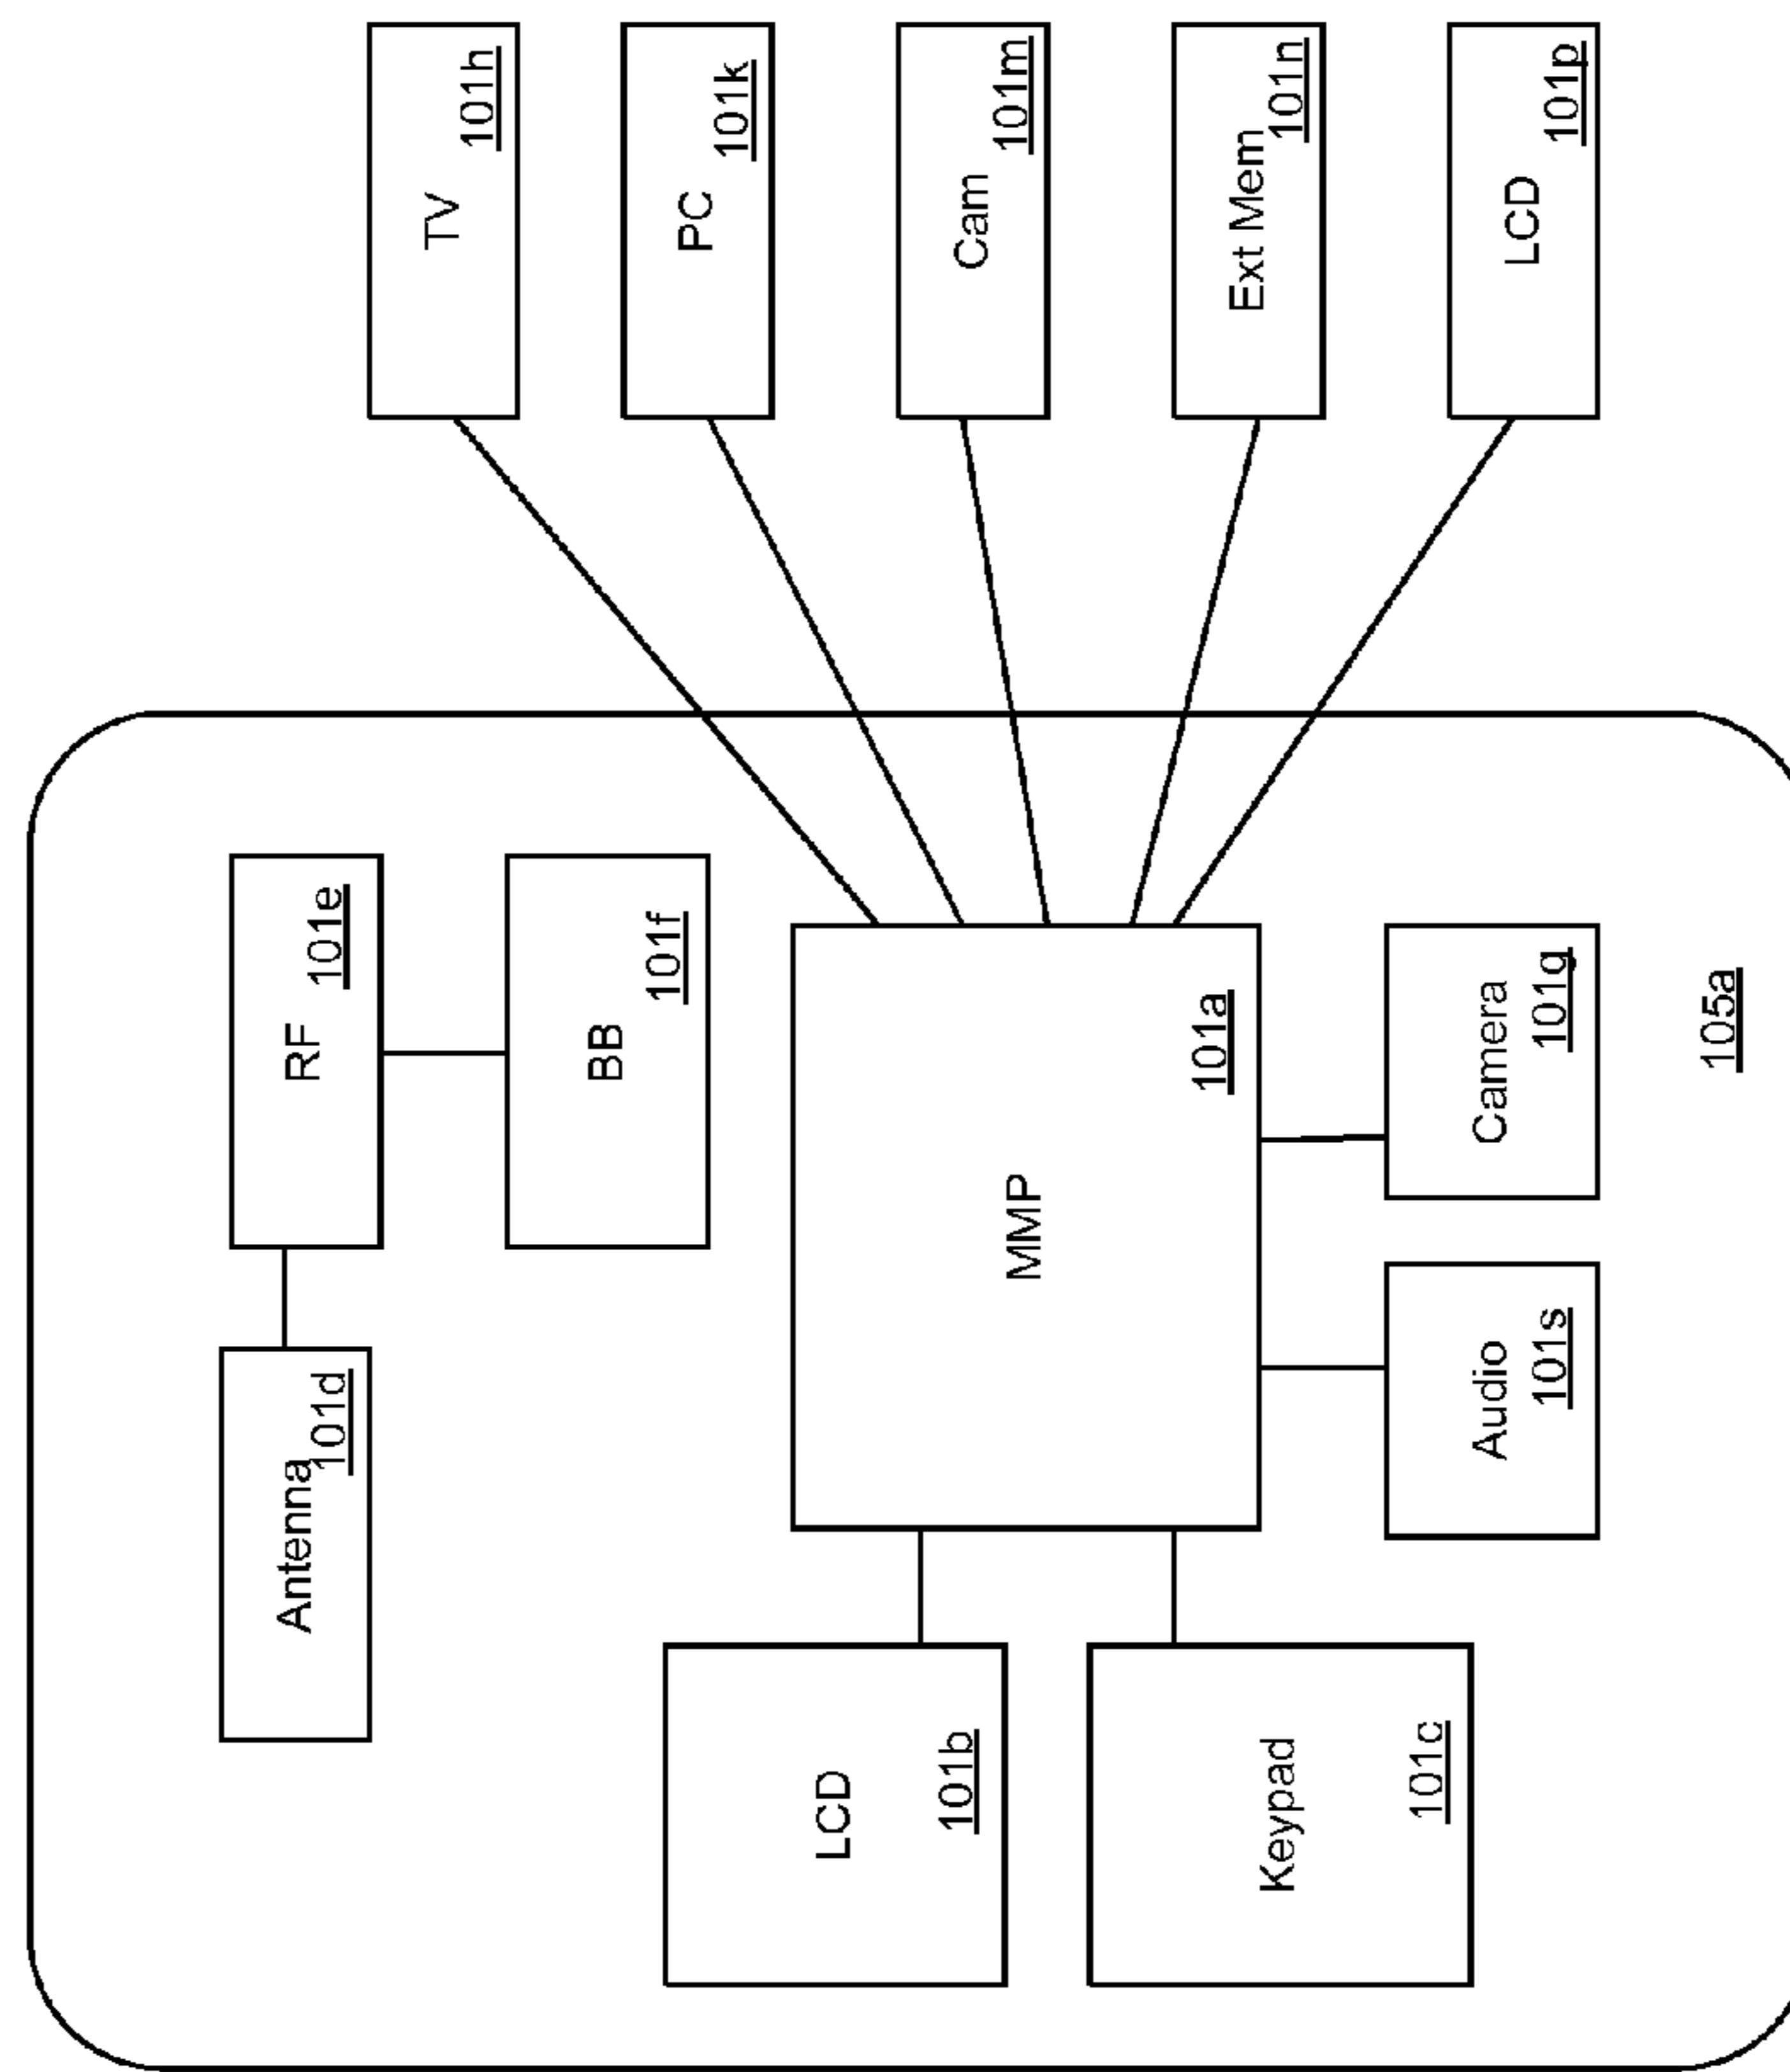 Antenna
101d
RF
101e
TV
101h
BB
101f
PC
101k
LCD
101b
MMP
101a
Cam
101m
Keypad
101c
Ext Mem
101n
Audio
101s
Camera
101g
LCD
101p
105a